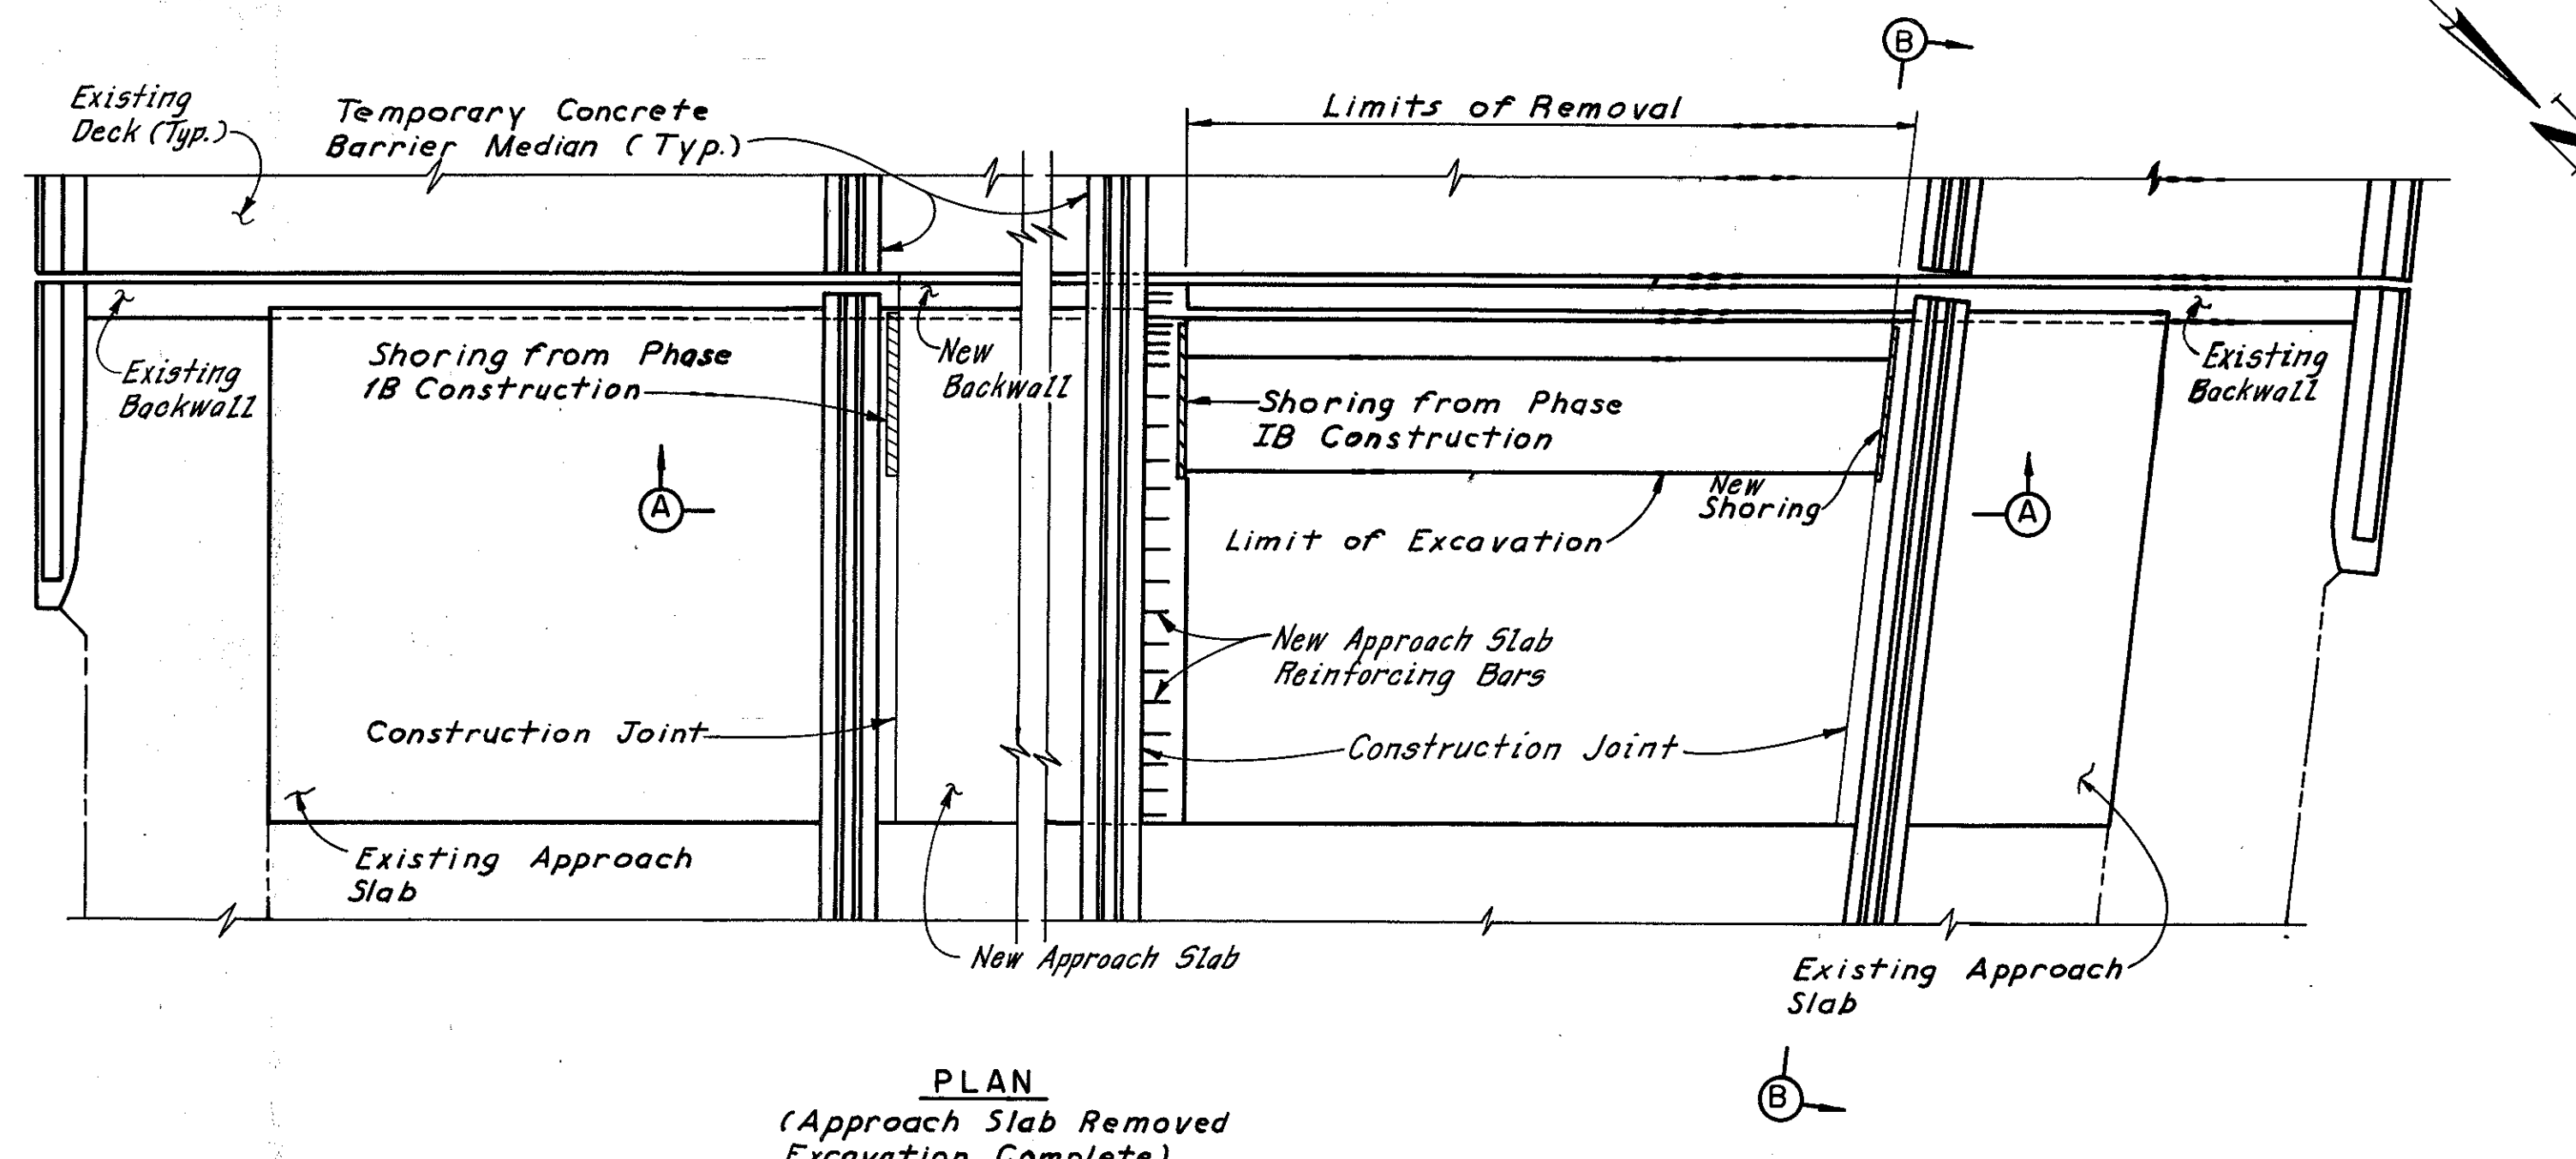 B
Existing
Deck (Typ.)
Temporary Concrete
Barrier Median (Typ.)
Limits of Removal
Existing
Backwall
Shoring from Phase
1B Construction
New
Backwall
Shoring from Phase
IB Construction
Existing
Backwall
A
New
Shoring
A
Limit of Excavation
New Approach Slab
Reinforcing Bars
Construction Joint
Construction Joint
Existing Approach
Slab
New Approach Slab
Existing Approach
Slab
B
PLAN
(Approach Slab Removed
Excavation Complete)